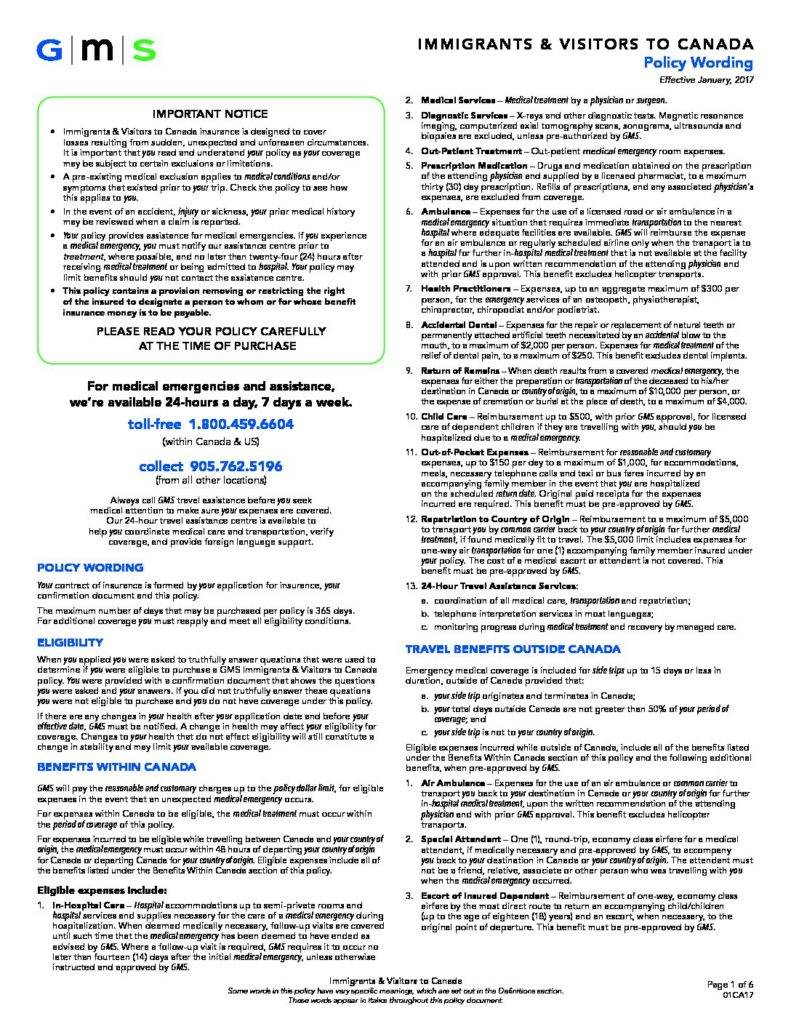 GMS
IMMIGRANTS & VISITORS TO CANADA
Policy Wording
Effective January, 2017
IMPORTANT NOTICE
• Immigrants & Visitors to Canada insurance is designed to cover
losses resulting from sudden, unexpected and unforeseen circumstances.
It is important that you read and understand your policy as your coverage
may be subject to certain exclusions or limitations.
• A pre-existing medical exclusion applies to medical conditions and/or
symptoms that existed prior to your trip. Check the policy to see how
this applies to you.
• In the event of an accident, injury or sickness, your prior medical history
may be reviewed when a claim is reported.
• Your policy provides assistance for medical emergencies. If you experience
a medical emergency, you must notify our assistance centre prior to
treatment, where possible, and no later than twenty-four (24) hours after
receiving medical treatment or being admitted to hospital. Your policy may
limit benefits should you not contact the assistance centre.
• This policy contains a provision removing or restricting the right
of the insured to designate a person to whom or for whose benefit
insurance money is to be payable.
PLEASE READ YOUR POLICY CAREFULLY
AT THE TIME OF PURCHASE
For medical emergencies and assistance,
we're available 24-hours a day, 7 days a week.
toll-free 1.800.459.6604
(within Canada & US)
collect 905.762.5196
(from all other locations)
Always call GMS travel assistance before you seek
medical attention to make sure your expenses are covered.
Our 24-hour travel assistance centre is available to
help you coordinate medical care and transportation, verify
coverage, and provide foreign language support.
POLICY WORDING
Your contract of insurance is formed by your application for insurance, your
confirmation document and this policy.
The maximum number of days that may be purchased per policy is 365 days.
For additional coverage you must reapply and meet all eligibility conditions.
ELIGIBILITY
When you applied you were asked to truthfully answer questions that were used to
determine if you were eligible to purchase a GMS Immigrants & Visitors to Canada
policy. You were provided with a confirmation document that shows the questions
you were asked and your answers. If you did not truthfully answer these questions
you were not eligible to purchase and you do not have coverage under this policy.
If there are any changes in your health after your application date and before your
effective date, GMS must be notified. A change in health may affect your eligibility for
coverage. Changes to your health that do not affect eligibility will still constitute a
change in stability and may limit your available coverage.
BENEFITS WITHIN CANADA
GMS will pay the reasonable and customary charges up to the policy dollar limit, for eligible
expenses in the event that an unexpected medical emergency occurs.
For expenses within Canada to be eligible, the medical treatment must occur within
the period of coverage of this policy.
For expenses incurred to be eligible while travelling between Canada and your country of
origin, the medical emergency must occur within 48 hours of departing your country of origin
for Canada or departing Canada for your country of origin. Eligible expenses include all of
the benefits listed under the Benefits Within Canada section of this policy.
Eligible expenses include:
1. In-Hospital Care – Hospital accommodations up to semi-private rooms and
hospital services and supplies necessary for the care of a medical emergency during
hospitalization. When deemed medically necessary, follow-up visits are covered
until such time that the medical emergency has been deemed to have ended as
advised by GMS. Where a follow-up visit is required, GMS requires it to occur no
later than fourteen (14) days after the initial medical emergency, unless otherwise
instructed and approved by GMS.
2. Medical Services – Medical treatment by a physician or surgeon.
3. Diagnostic Services – X-rays and other diagnostic tests. Magnetic resonance
imaging, computerized axial tomography scans, sonograms, ultrasounds and
biopsies are excluded, unless pre-authorized by GMS.
4. Out-Patient Treatment – Out-patient medical emergency room expenses.
5. Prescription Medication – Drugs and medication obtained on the prescription
of the attending physician and supplied by a licensed pharmacist, to a maximum
thirty (30) day prescription. Refills of prescriptions, and any associated physician's
expenses, are excluded from coverage.
6. Ambulance – Expenses for the use of a licensed road or air ambulance in a
medical emergency situation that requires immediate transportation to the nearest
hospital where adequate facilities are available. GMS will reimburse the expense
for an air ambulance or regularly scheduled airline only when the transport is to
a hospital for further in-hospital medical treatment that is not available at the facility
attended and is upon written recommendation of the attending physician and
with prior GMS approval. This benefit excludes helicopter transports.
7. Health Practitioners – Expenses, up to an aggregate maximum of $300 per
person, for the emergency services of an osteopath, physiotherapist,
chiropractor, chiropodist and/or podiatrist.
8. Accidental Dental – Expenses for the repair or replacement of natural teeth or
permanently attached artificial teeth necessitated by an accidental blow to the
mouth, to a maximum of $2,000 per person. Expenses for medical treatment of the
relief of dental pain, to a maximum of $250. This benefit excludes dental implants.
9. Return of Remains – When death results from a covered medical emergency, the
expenses for either the preparation or transportation of the deceased to his/her
destination in Canada or country of origin, to a maximum of $10,000 per person, or
the expense of cremation or burial at the place of death, to a maximum of $4,000.
10. Child Care – Reimbursement up to $500, with prior GMS approval, for licensed
care of dependent children if they are travelling with you, should you be
hospitalized due to a medical emergency.
11. Out-of-Pocket Expenses – Reimbursement for reasonable and customary
expenses, up to $150 per day to a maximum of $1,000, for accommodations,
meals, necessary telephone calls and taxi or bus fares incurred by an
accompanying family member in the event that you are hospitalized
on the scheduled return date. Original paid receipts for the expenses
incurred are required. This benefit must be pre-approved by GMS.
12. Repatriation to Country of Origin – Reimbursement to a maximum of $5,000
to transport you by common carrier back to your country of origin for further medical
treatment, if found medically fit to travel. The $5,000 limit includes expenses for
one-way air transportation for one (1) accompanying family member insured under
your policy. The cost of a medical escort or attendant is not covered. This
benefit must be pre-approved by GMS.
13. 24-Hour Travel Assistance Services:
a. coordination of all medical care, transportation and repatriation;
b. telephone interpretation services in most languages;
c. monitoring progress during medical treatment and recovery by managed care.
TRAVEL BENEFITS OUTSIDE CANADA
Emergency medical coverage is included for side trips up to 15 days or less in
duration, outside of Canada provided that:
a. your side trip originates and terminates in Canada;
b. your total days outside Canada are not greater than 50% of your period of
coverage; and
c. your side trip is not to your country of origin.
Eligible expenses incurred while outside of Canada, include all of the benefits listed
under the Benefits Within Canada section of this policy and the following additional
benefits, when pre-approved by GMS.
1. Air Ambulance – Expenses for the use of an air ambulance or common carrier to
transport you back to your destination in Canada or your country of origin for further
in-hospital medical treatment, upon the written recommendation of the attending
physician and with prior GMS approval. This benefit excludes helicopter
transports.
2. Special Attendant – One (1), round-trip, economy class airfare for a medical
attendant, if medically necessary and pre-approved by GMS, to accompany
you back to your destination in Canada or your country of origin. The attendant must
not be a friend, relative, associate or other person who was travelling with you
when the medical emergency occurred.
3. Escort of Insured Dependent – Reimbursement of one-way, economy class
airfare by the most direct route to return an accompanying child/children
(up to the age of eighteen (18) years) and an escort, when necessary, to the
original point of departure. This benefit must be pre-approved by GMS.
Immigrants & Visitors to Canada
Some words in this policy have very specific meanings, which are set out in the Definitions section.
These words appear in italics throughout this policy document.
Page 1 of 6
01CA17